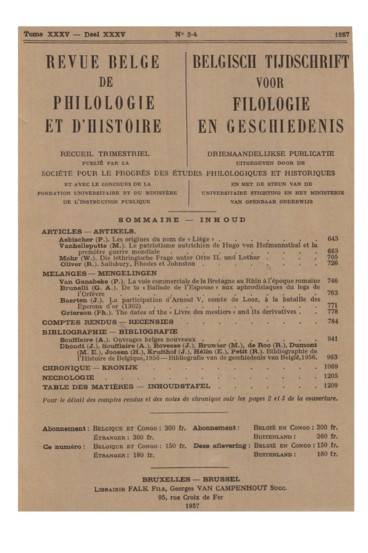 Tome XXXV — Deel XXXV
N° 3-4
1957
REVUE BELGE
DE
PHILOLOGIE
ET D'HISTOIRE
RECUEIL TRIMESTRIEL
PUBLIÉ PAR LA
BELGISCH TIJDSCHRIFT
VOOR
FILOLOGIE
EN GESCHIEDENIS
DRIEMAANDELIJKSE PUBLICATIE
UITGEGEVEN DOOR DE
SOCIÉTÉ POUR LE PROGRÈS DES ÉTUDES PHILOLOGIQUES ET HISTORIQUES
ET AVEC LE CONCOURS DE LA
FONDATION UNIVERSITAIRE ET DU MINISTÈRE
DE L'INSTRUCTION PUBLIQUE
EN MET DE STEUN VAN DE
UNIVERSITAIRE STICHTING EN HET MINISTERIE
VAN OPENBAAR ONDERWIJS
SOMMAIRE — INHOUD
ARTICLES — ARTIKELS.
Aebischer (P.). Les origines du nom de « Liége » 643
Vanhelleputte (M.). Le patriotisme autrichien de Hugo von Hofmannsthal et la
première guerre mondiale 683
Mohr (W.). Die lothringische Frage unter Otto II. und Lothar 705
Oliver (R.). Salisbury, Rhodes et Johnston 726
MELANGES — MENGELINGEN
Van Gansbeke (P.). La voie commerciale de la Bretagne au Rhin à l'époque romaine 746
Brunelli (G. A.). De la « Ballade de l'Espoue » aux aphrodistaques du logo de
l'Orfèvre 763
Baerten (J.). La participation d'Arnoul V, comte de Looz, à la bataille des
Éperons d'or (1302) 771
Grierson (Ph.). The dates of the « Livre des mestiers » and its derivatives 778
COMPTES RENDUS — RECENSIES 784
BIBLIOGRAPHIE — BIBLIOGRAFIE
Soufflaire (A.). Ouvrages belges nouveaux 941
Dhondt (J.), Soufflaire (A.), Bovesse (J.), Bruwier (M.), de Roo (R.), Dumont
(M. E.), Joosen (H.), Kruithof (J.), Hélin (E.), Petit (R.). Bibliographie de
l'Histoire de Belgique, 1956 — Bibliografie van de geschiedenis van België, 1956. 963
CHRONIQUE — KRONIJK 1069
NECROLOGIE 1205
TABLE DES MATIÈRES — INHOUDSTAFEL 1209
Pour le détail des comptes rendus et des notes de chronique voir les pages 2 et 3 de la couverture.
Abonnement : BELGIQUE ET CONGO : 300 fr.
ÉTRANGER : 360 fr.
Ce numéro : BELGIQUE ET CONGO : 150 fr.
ÉTRANGER : 180 fr.
Abonnement : BELGIË EN CONGO : 300 fr.
BUITENLAND : 360 fr.
Deze aflevering : BELGIË EN CONGO : 150 fr.
BUITENLAND : 180 fr.
BRUXELLES — BRUSSEL
LIBRAIRIE FALK FILS, Georges VAN CAMPENHOUT SUCC.
95, rue Croix de Fer
1957